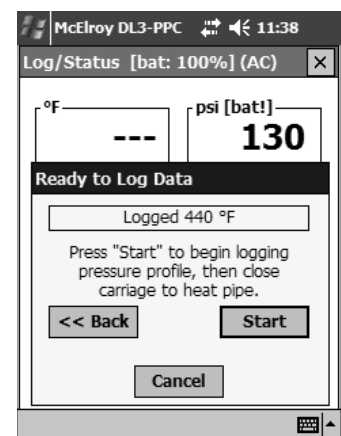 McElroy DL3-PPC 11:38
Log/Status [bat: 100%] (AC)
°F
psi [bat!]
---
130
Ready to Log Data
Logged 440 °F
Press "Start" to begin logging
pressure profile, then close
carriage to heat pipe.
<< Back
Start
Cancel